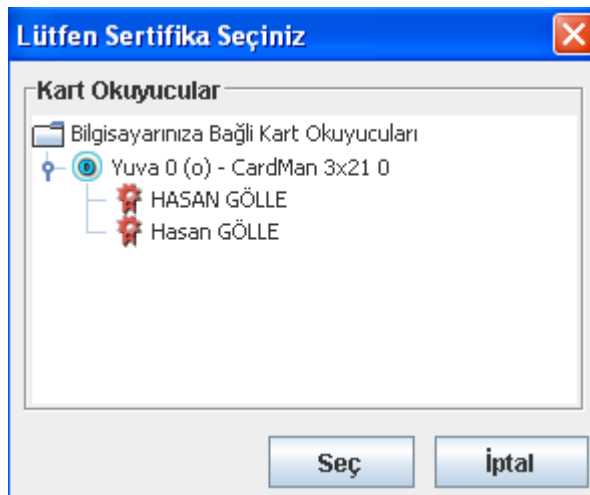 Lütfen Sertifika Seçiniz
Kart Okuyucular
Bilgisayarınıza Bağli Kart Okuyucuları
Yuva 0 (o) - CardMan 3x21 0
HASAN GÖLLE
Hasan GÖLLE
Seç İptal